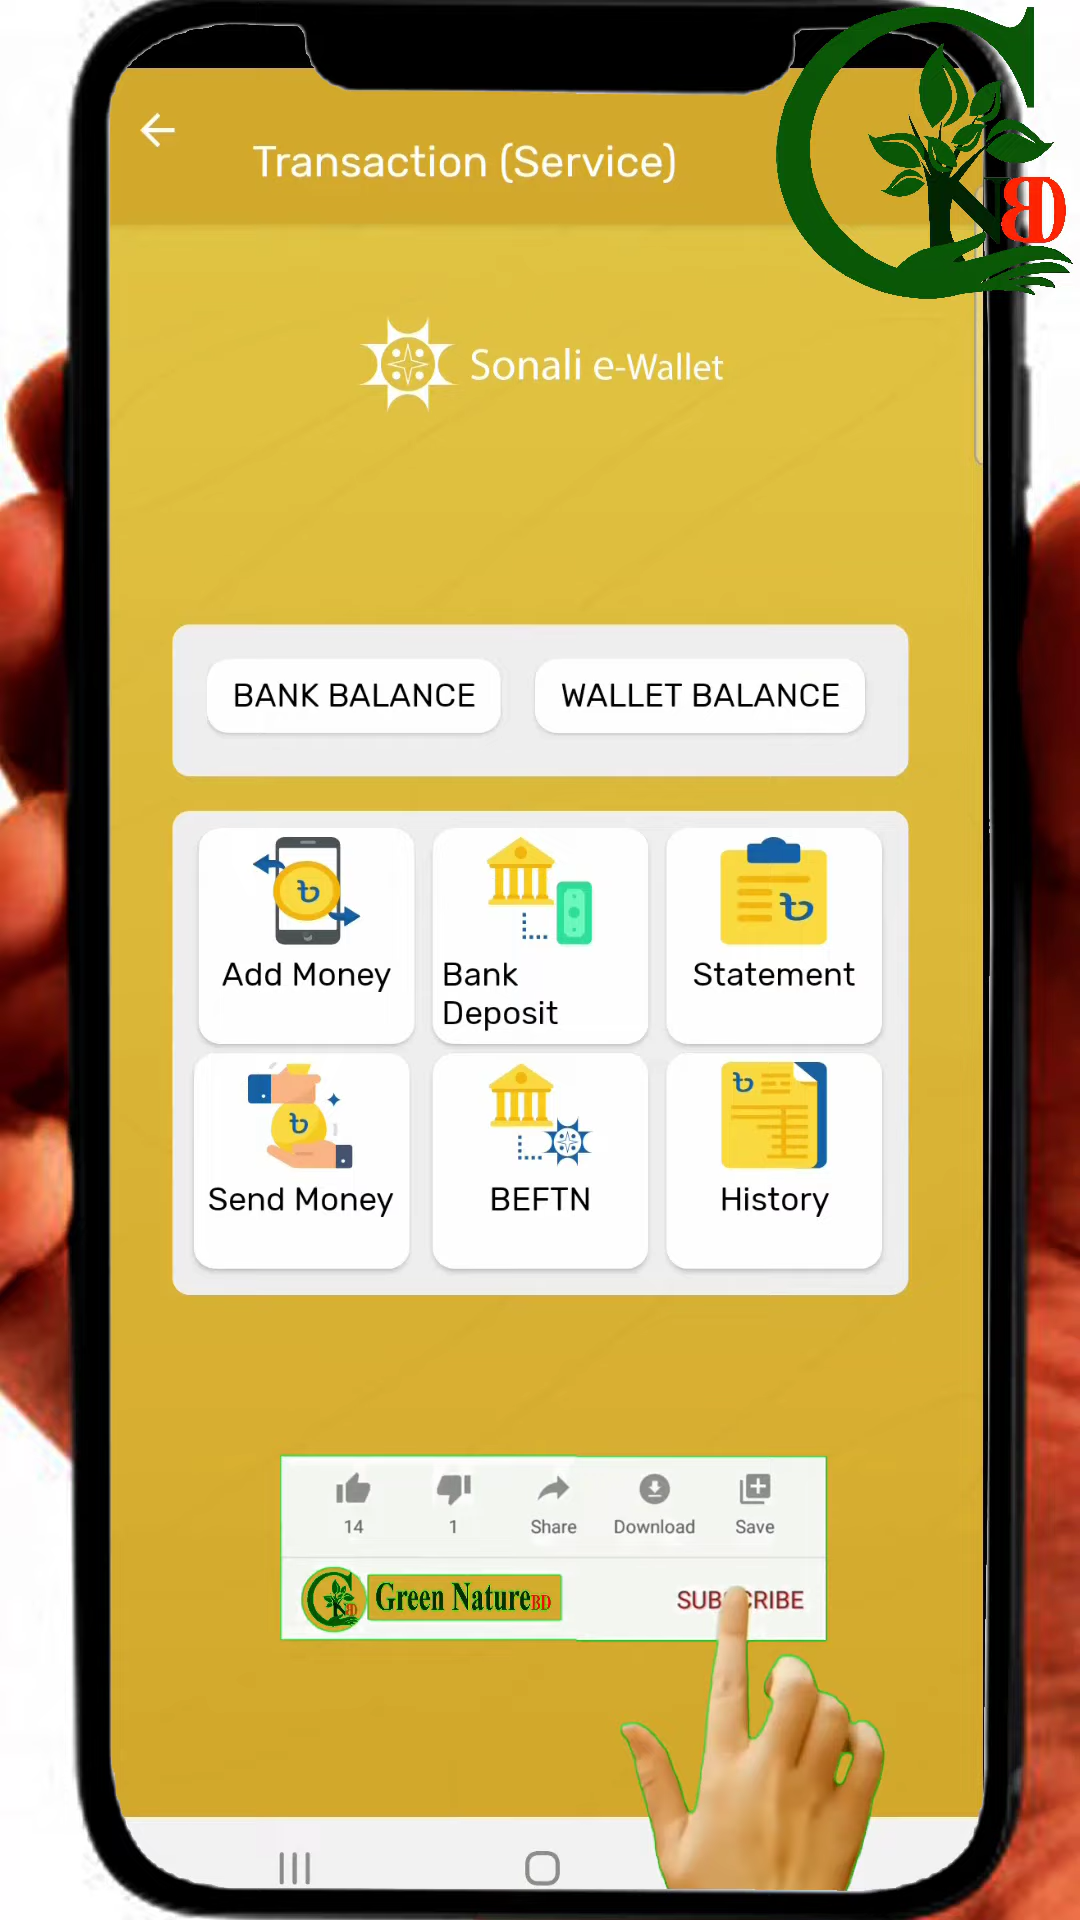 Transaction (Service)
NBD
Sonali e-Wallet
BANK BALANCE
WALLET BALANCE
৳
৳
Add Money
Bank
Deposit
Statement
৳
৳
Send Money
BEFTN
History
14
1
Share
Download
Save
Green NatureBD
SUBSCRIBE